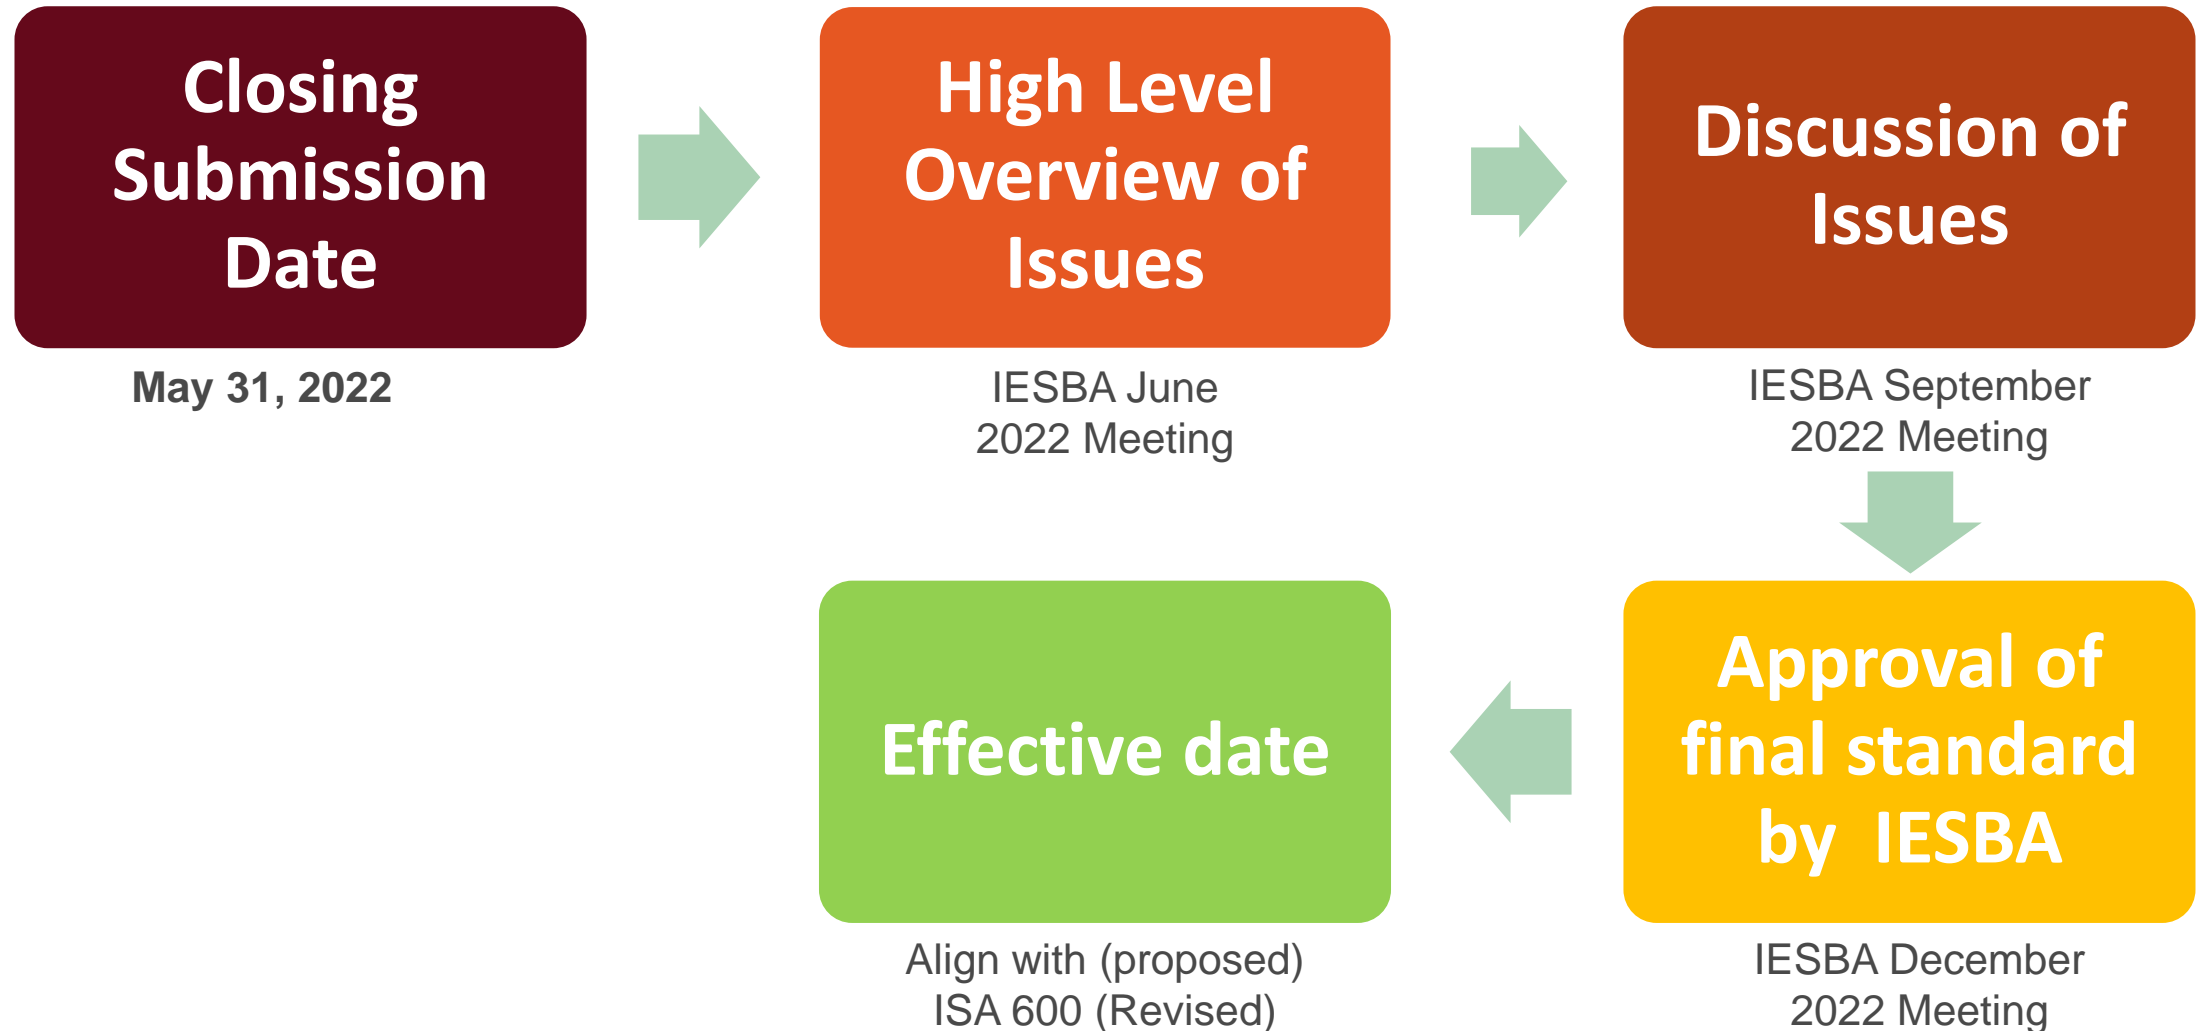 Closing
Submission
Date
May 31, 2022
High Level
Overview of
Issues
IESBA June
2022 Meeting
Discussion of
Issues
IESBA September
2022 Meeting
Approval of
final standard
by  IESBA
IESBA December
2022 Meeting
Effective date
Align with (proposed)
ISA 600 (Revised)